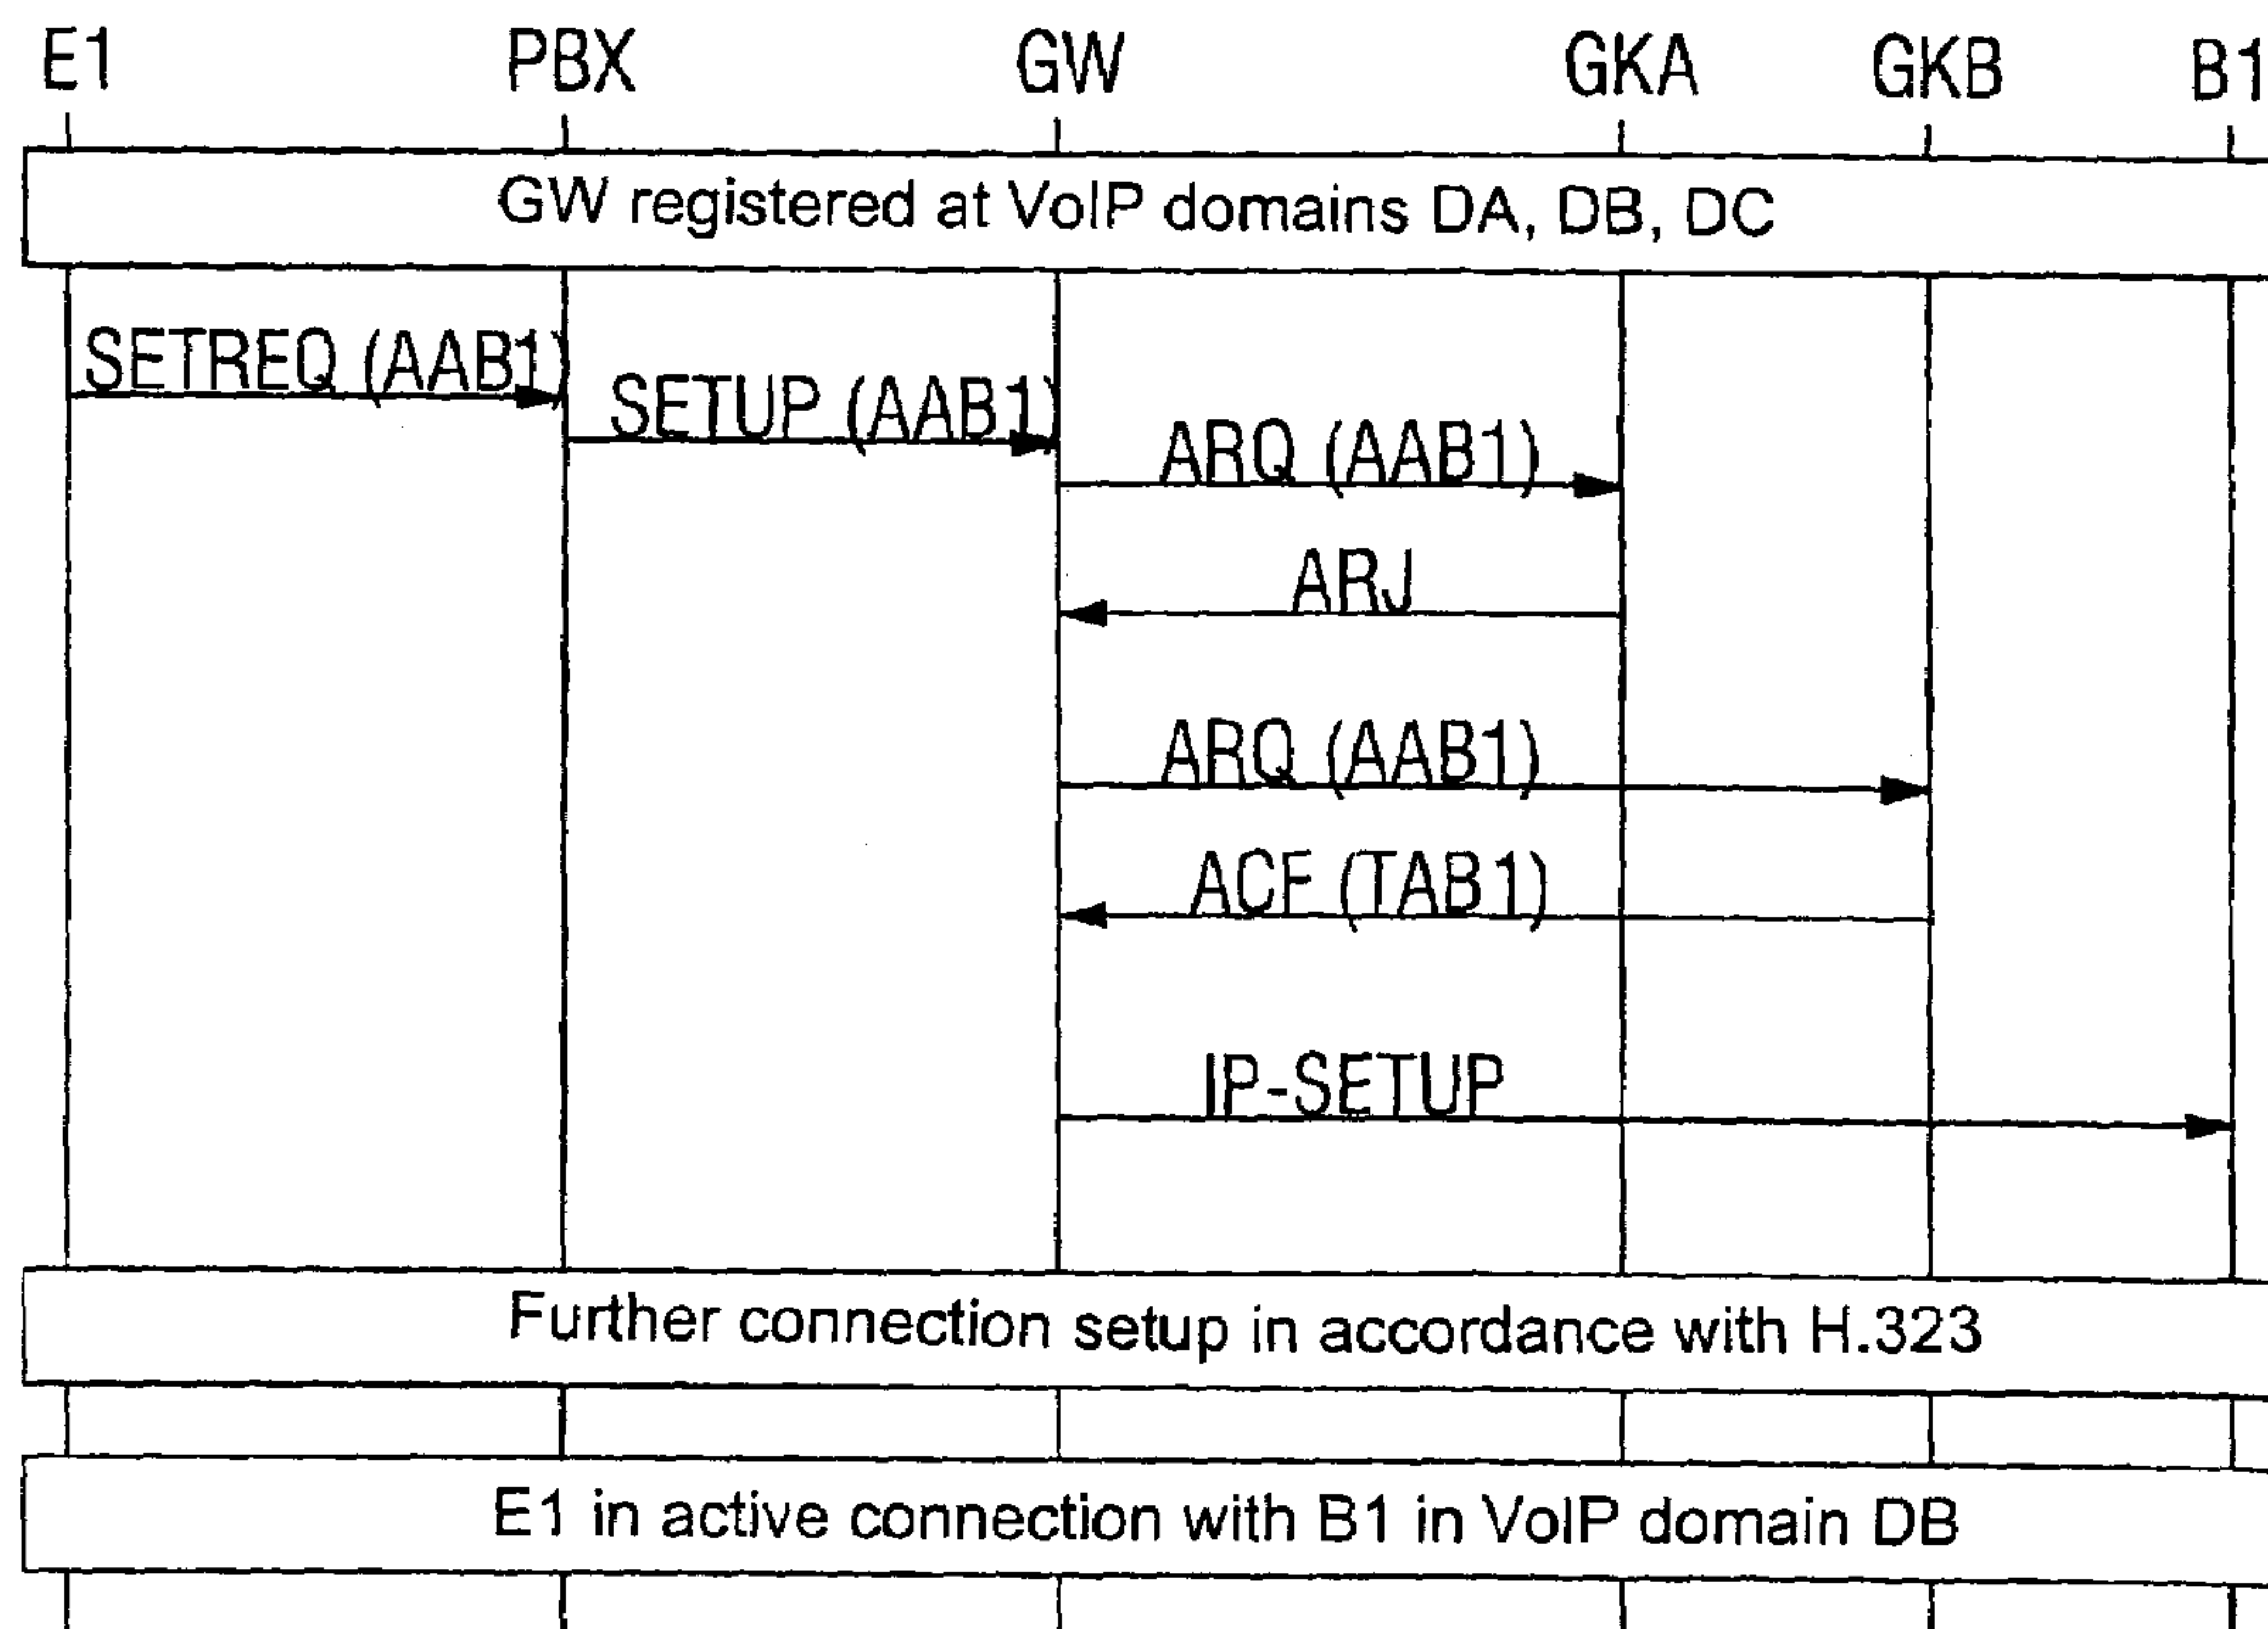 E1 PBX GW GKA GKB B1
GW registered at VoIP domains DA, DB, DC
SETREQ (AAB1)
SETUP (AAB1)
ARQ (AAB1)
ARJ
ARQ (AAB1)
ACF (TAB1)
IP-SETUP
Further connection setup in accordance with H.323
E1 in active connection with B1 in VoIP domain DB